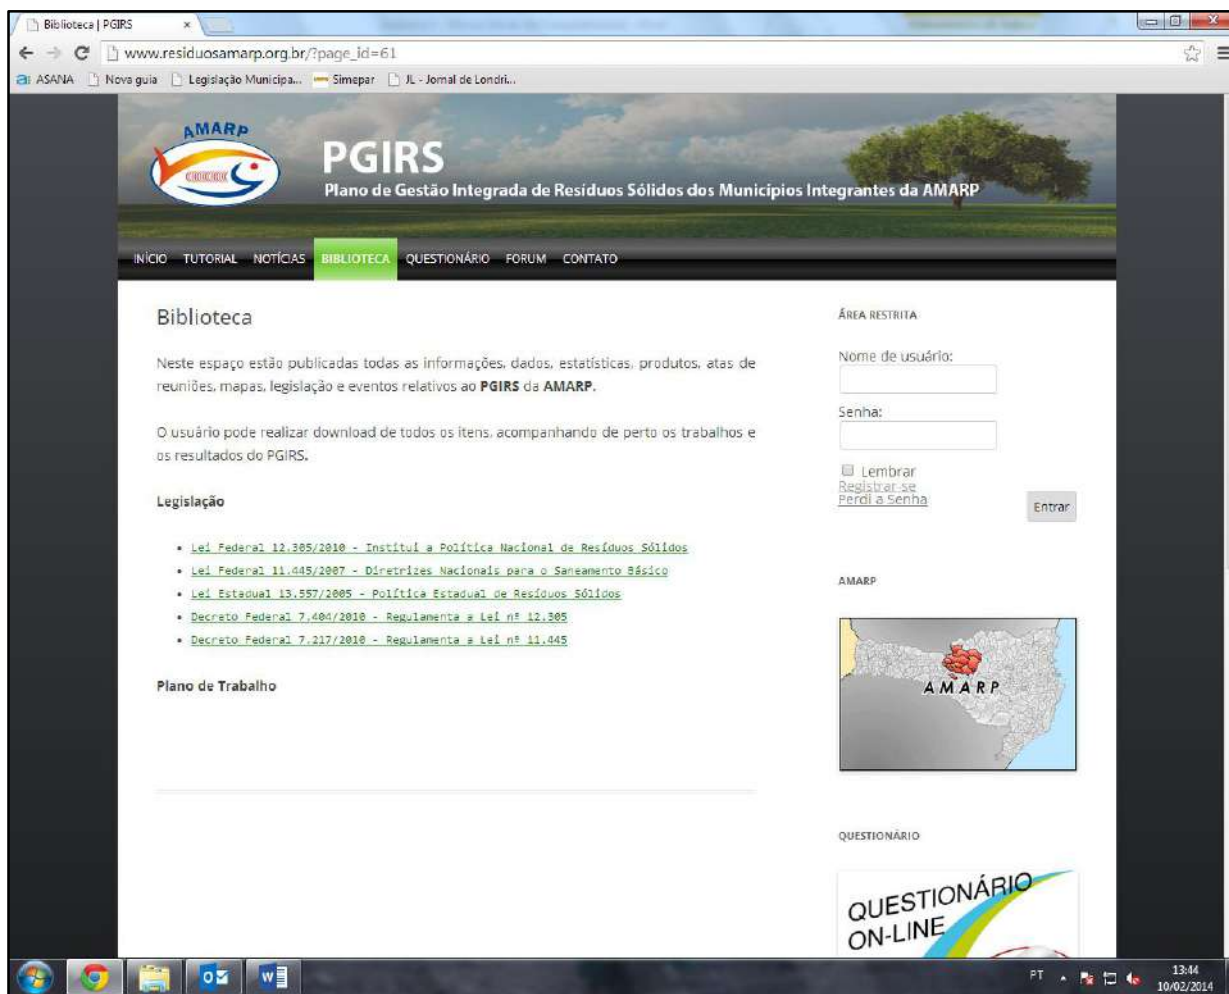 Biblioteca | PGIRS
www.residuosamarp.org.br/?page_id=61
ASANA Nova guia Legislação Municipa... Simepar JL - Jornal de Londri...
AMARP
PGIRS
Plano de Gestão Integrada de Resíduos Sólidos dos Municípios Integrantes da AMARP
INÍCIO TUTORIAL NOTÍCIAS BIBLIOTECA QUESTIONÁRIO FORUM CONTATO
Biblioteca
Neste espaço estão publicadas todas as informações, dados, estatísticas, produtos, atas de
reuniões, mapas, legislação e eventos relativos ao PGIRS da AMARP.
O usuário pode realizar download de todos os itens, acompanhando de perto os trabalhos e
os resultados do PGIRS.
Legislação
• Lei Federal 12.305/2010 - Institui a Política Nacional de Resíduos Sólidos
• Lei Federal 11.445/2007 - Diretrizes Nacionais para o Saneamento Básico
• Lei Estadual 13.557/2005 - Política Estadual de Resíduos Sólidos
• Decreto Federal 7.404/2010 - Regulamenta a Lei nº 12.305
• Decreto Federal 7.217/2010 - Regulamenta a Lei nº 11.445
Plano de Trabalho
ÁREA RESTRITA
Nome de usuário:
Senha:
Lembrar
Registrar-se
Perdi a Senha
Entrar
AMARP
AMARP
QUESTIONÁRIO
QUESTIONÁRIO
ON-LINE
PT
13:44
10/02/2014